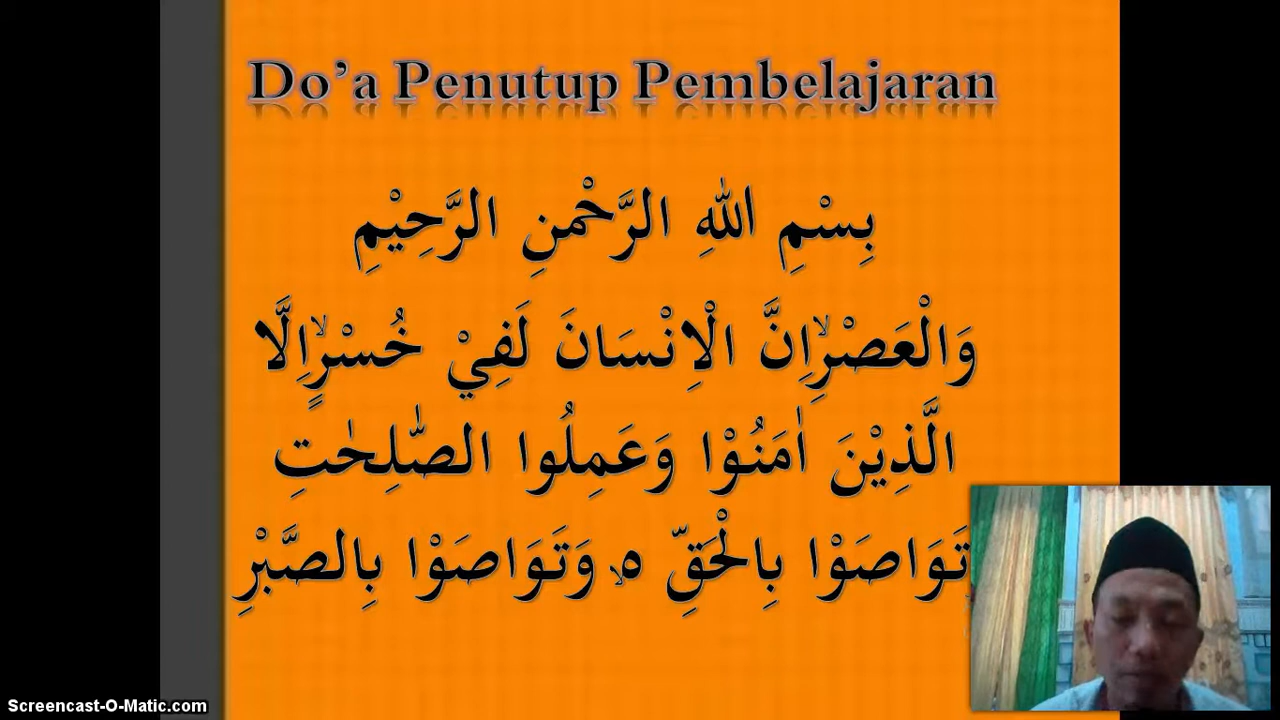 Do'a Penutup Pembelajaran
بِسْمِ اللهِ الرَّحْمنِ الرَّحِيْمِ
وَالْعَصْرِۙ اِنَّ الْاِنْسَانَ لَفِيْ خُسْرٍۙ اِلَّا
الَّذِيْنَ اٰمَنُوْا وَعَمِلُوا الصّٰلِحٰتِ
تَوَاصَوْا بِالْحَقِّ ەۙ وَتَوَاصَوْا بِالصَّبْرِ
Screencast-O-Matic.com